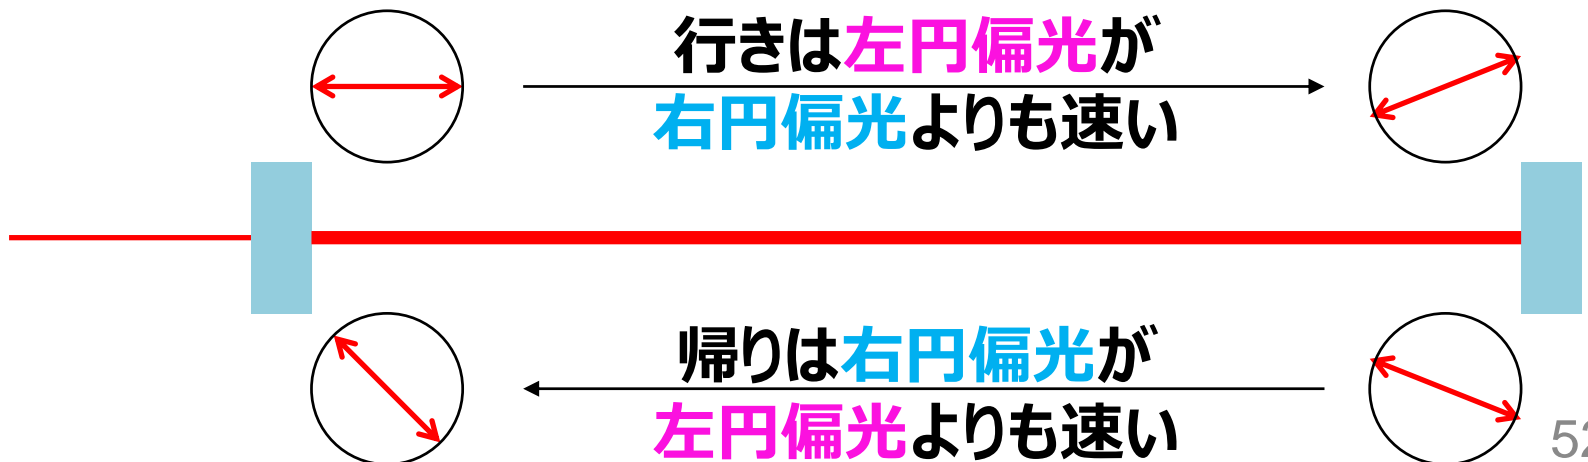 行きは左円偏光が
右円偏光よりも速い
帰りは右円偏光が
左円偏光よりも速い
52